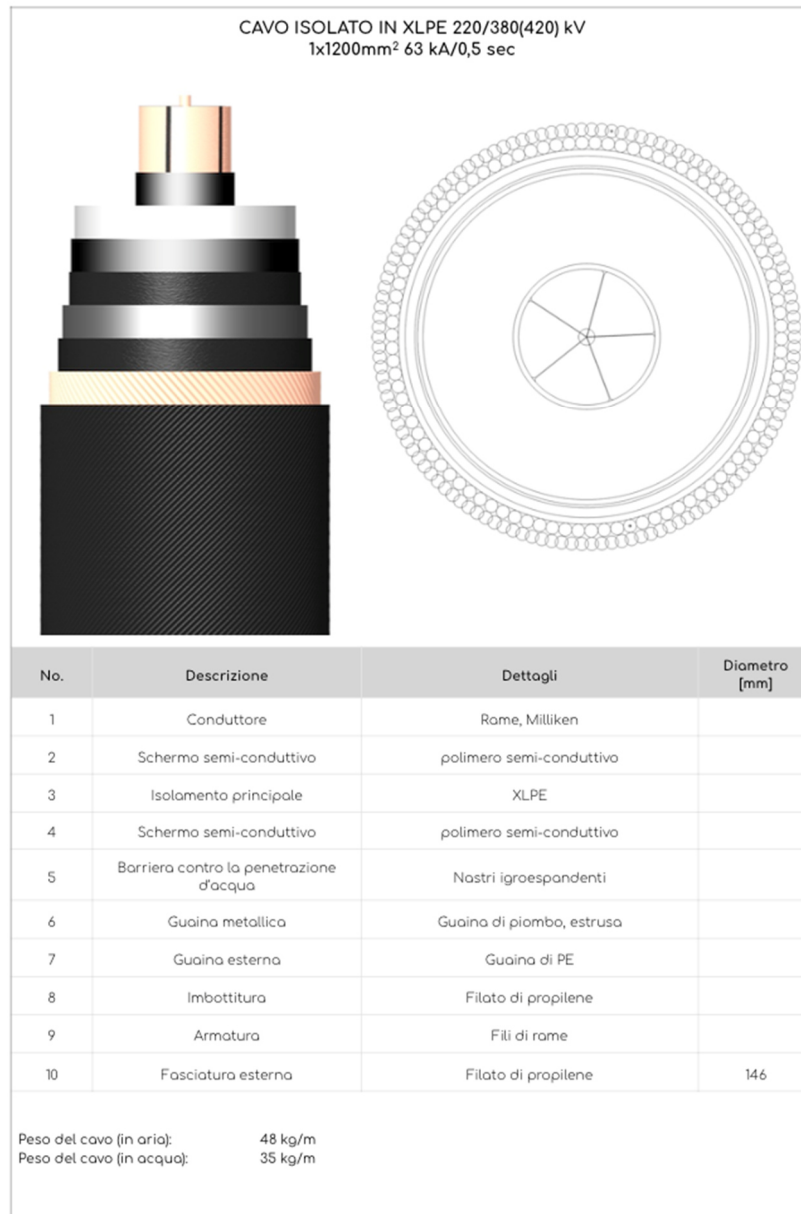 CAVO ISOLATO IN XLPE 220/380(420) kV
1x1200mm² 63 kA/0,5 sec
No. Descrizione Dettagli Diametro [mm]
1 Conduttore Rame, Milliken
2 Schermo semi-conduttivo polimero semi-conduttivo
3 Isolamento principale XLPE
4 Schermo semi-conduttivo polimero semi-conduttivo
5 Barriera contro la penetrazione d'acqua Nastri igroespandenti
6 Guaina metallica Guaina di piombo, estrusa
7 Guaina esterna Guaina di PE
8 Imbottitura Filato di propilene
9 Armatura Fili di rame
10 Fasciatura esterna Filato di propilene 146
Peso del cavo (in aria): 48 kg/m
Peso del cavo (in acqua): 35 kg/m